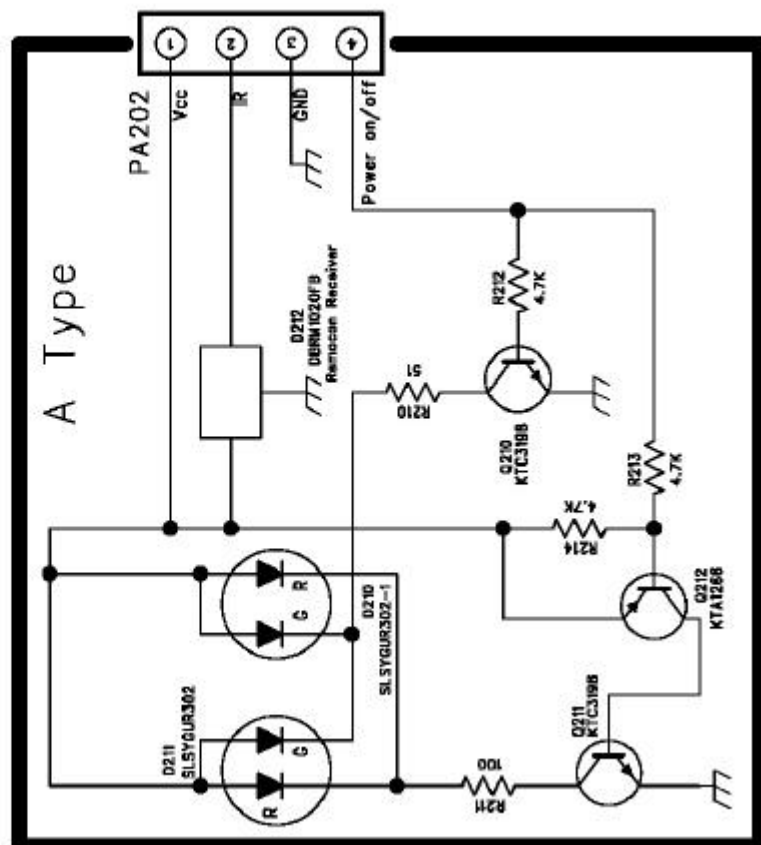 1
2
3
4
PA202
Vcc
IR
GND
Power on/off
A Type
D212
DBRM1020FB
Remocon Receiver
R212
4.7K
51
R210
Q210
KTC3198
R213
4.7K
4.7K
R214
Q212
KTA1266
R
G
D210
SLSYGUR302-1
D211
SLSYGUR302
G
R
100
R211
Q211
KTC3198